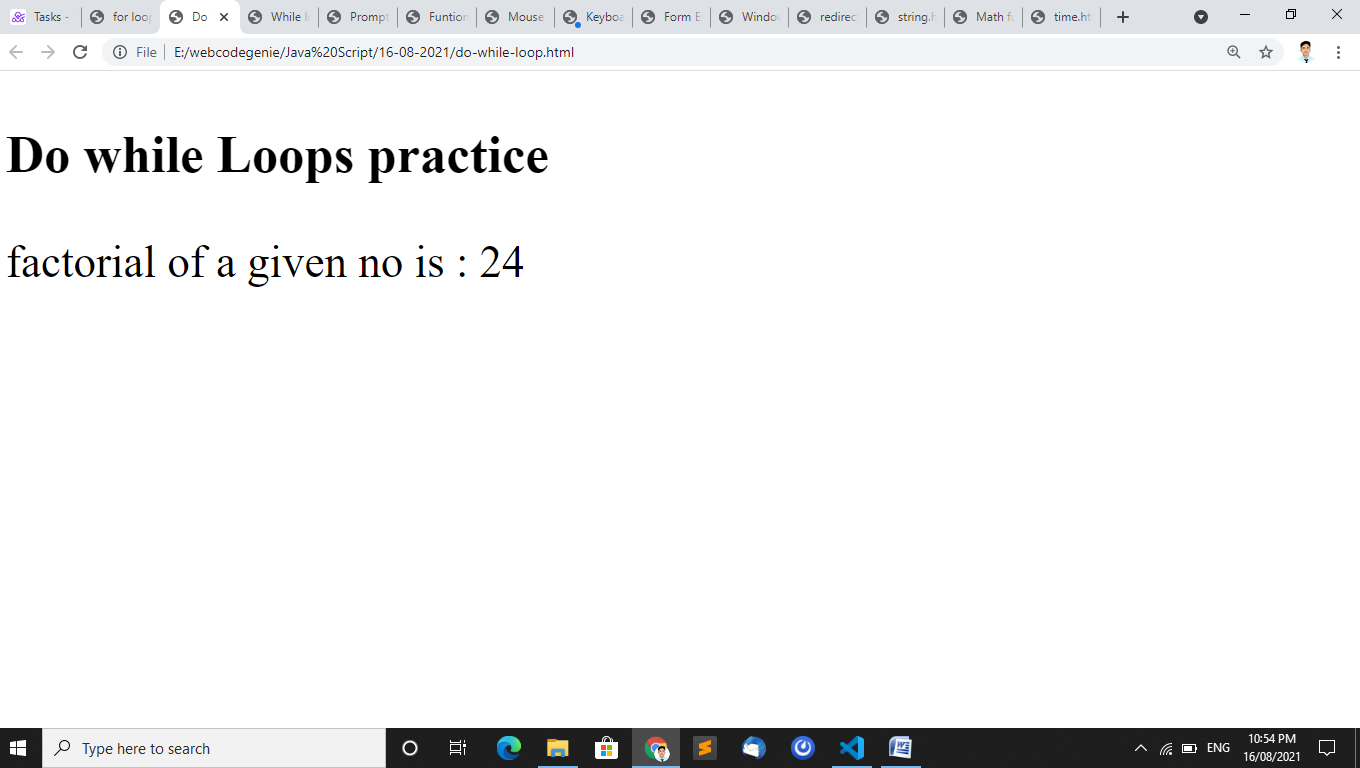 Tasks -
for loop
Do
While l
Prompt
Funtion
Mouse
Keyboa
Form E
Windo
redirec
string.h
Math fu
time.ht
File
E:/webcodegenie/Java%20Script/16-08-2021/do-while-loop.html
Do while Loops practice
factorial of a given no is : 24
Type here to search
ENG
10:54 PM
16/08/2021